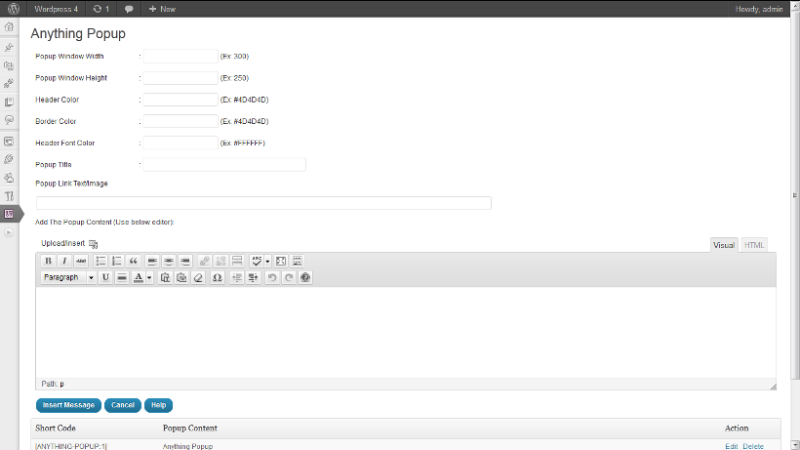 Wordpress 4 1 + New Howdy, admin
Anything Popup
Popup Window Width : (Ex: 300)
Popup Window Height : (Ex: 250)
Header Color : (Ex: #4D4D4D)
Border Color : (Ex: #4D4D4D)
Header Font Color : (Ex: #FFFFFF)
Popup Title :
Popup Link Text/Image
Add The Popup Content (Use below editor):
Upload/Insert Visual HTML
B I ABC ABC
Paragraph U A Ω
Path: p
Insert Message Cancel Help
Short Code Popup Content Action
[ANYTHING-POPUP:1] Anything Popup Edit Delete